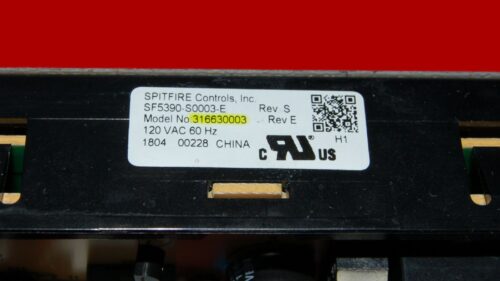 SPITFIRE Controls, Inc.
SF5390-S0003-E Rev S
Model No:316630003 Rev E
120 VAC 60 Hz
1804 00228 CHINA
H1
C RU US